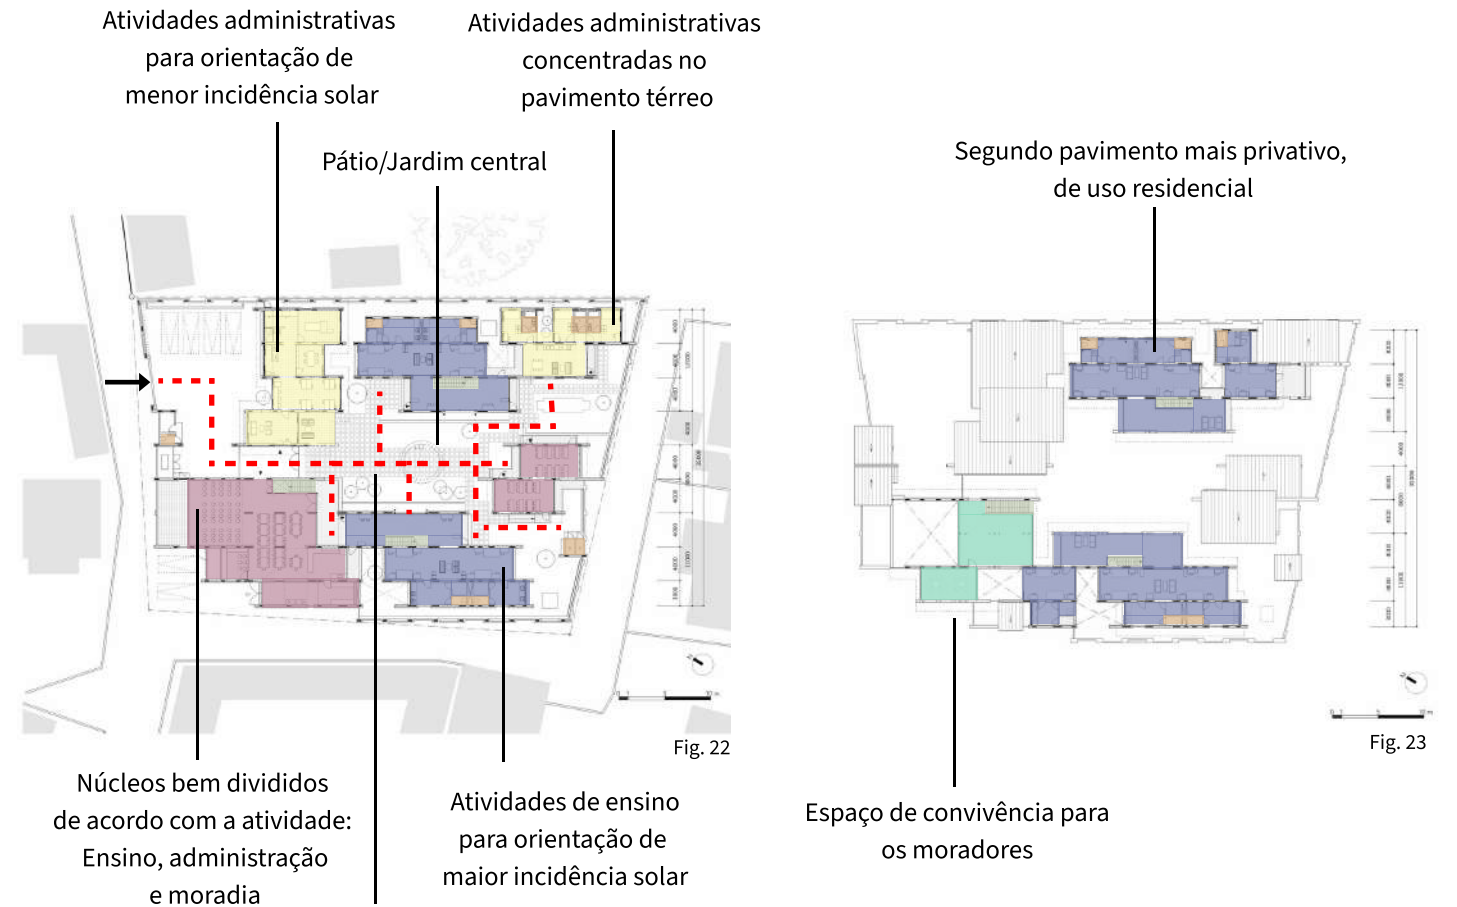 Atividades administrativas
para orientação de
menor incidência solar
Atividades administrativas
concentradas no
pavimento térreo
Pátio/Jardim central
Segundo pavimento mais privativo,
de uso residencial
Fig. 22
Fig. 23
Núcleos bem divididos
de acordo com a atividade:
Ensino, administração
e moradia
Atividades de ensino
para orientação de
maior incidência solar
Espaço de convivência para
os moradores